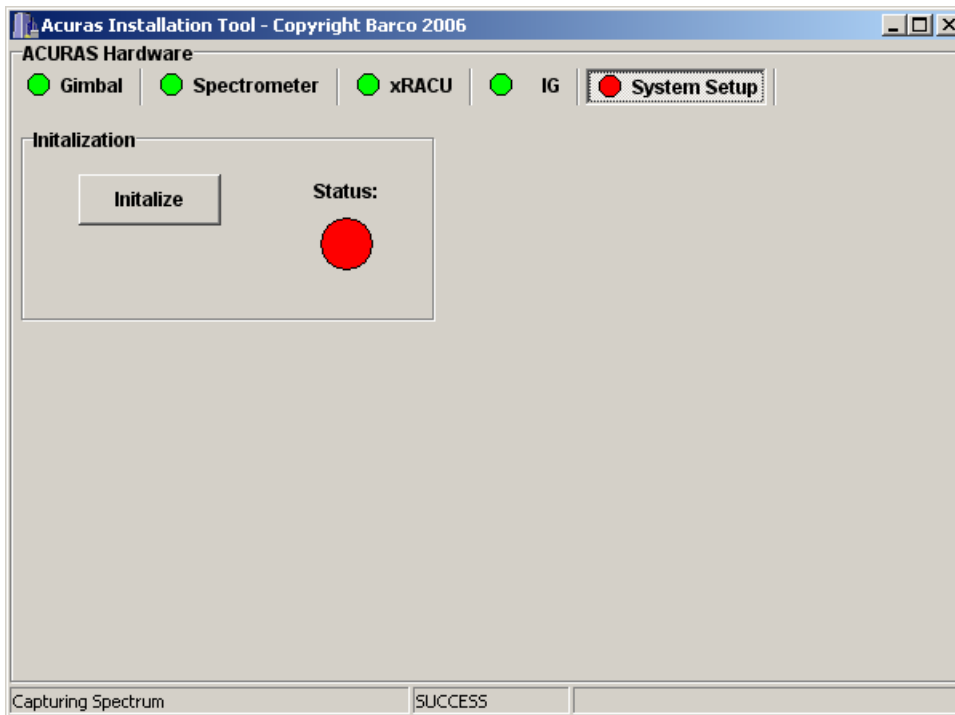 Acuras Installation Tool - Copyright Barco 2006
ACURAS Hardware
Gimbal Spectrometer xRACU IG System Setup
Initalization
Initalize Status:
Capturing Spectrum SUCCESS